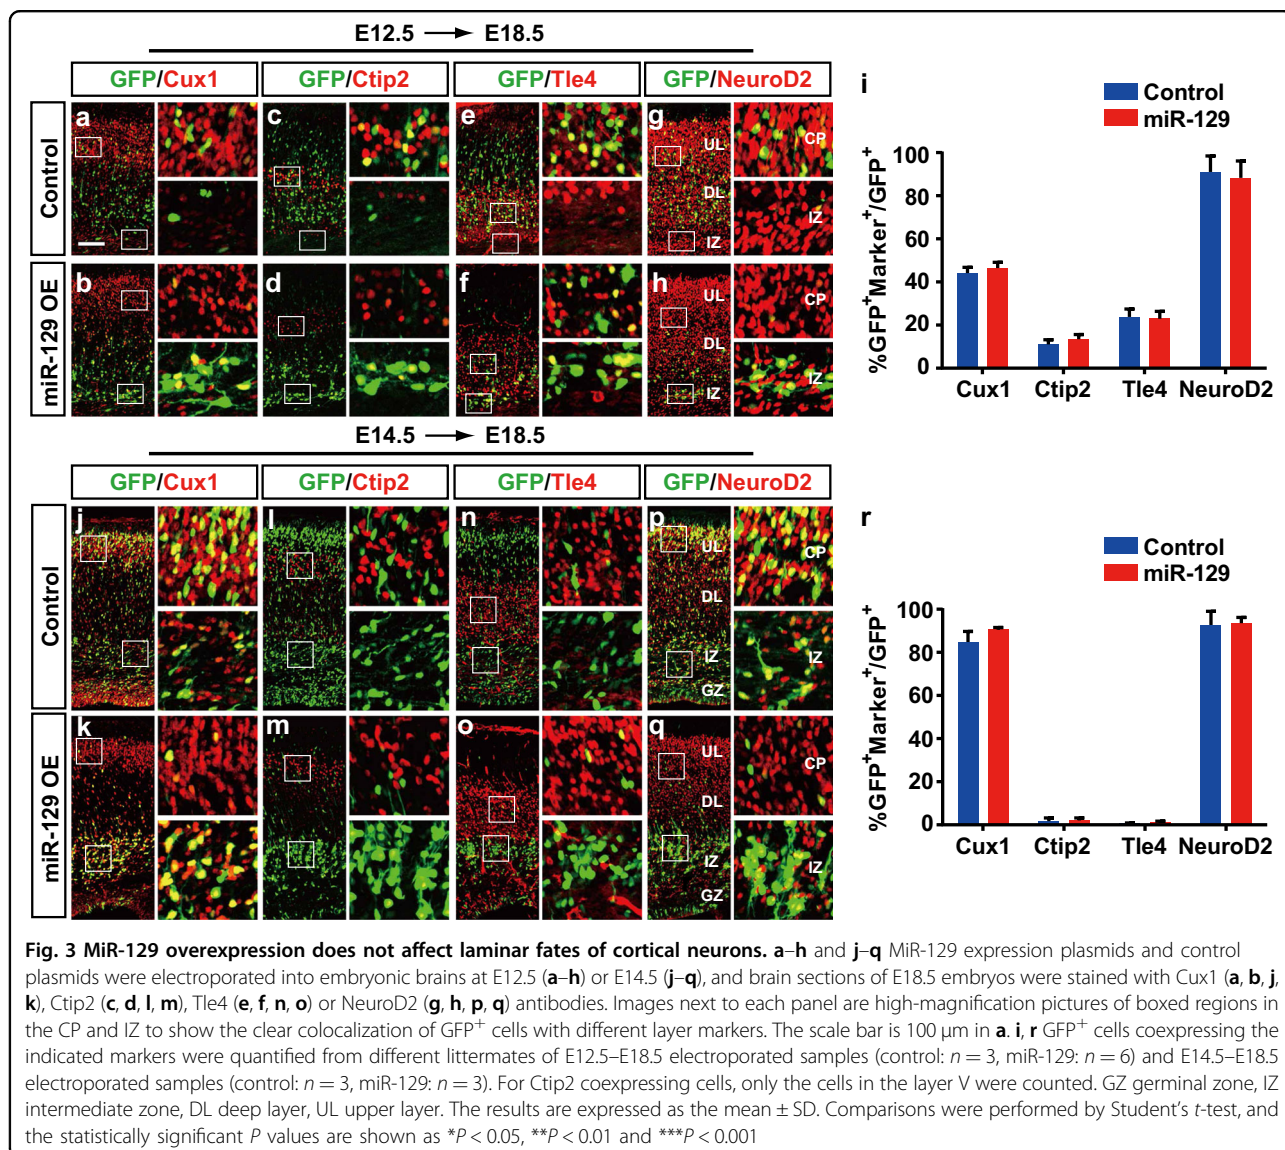 E12.5 → E18.5
GFP/Cux1 GFP/Ctip2 GFP/Tle4 GFP/NeuroD2
Control
a
c
e
g
UL
DL
IZ
CP
IZ
miR-129 OE
b
d
f
h
UL
DL
IZ
CP
IZ
i
Control
miR-129
%GFP+Marker+/GFP+
100
80
60
40
20
0
Cux1 Ctip2 Tle4 NeuroD2
E14.5 → E18.5
GFP/Cux1 GFP/Ctip2 GFP/Tle4 GFP/NeuroD2
Control
j
l
n
p
UL
DL
IZ
GZ
CP
IZ
miR-129 OE
k
m
o
q
UL
DL
IZ
GZ
CP
IZ
r
Control
miR-129
%GFP+Marker+/GFP+
100
80
60
40
20
0
Cux1 Ctip2 Tle4 NeuroD2
Fig. 3 MiR-129 overexpression does not affect laminar fates of cortical neurons. a–h and j–q MiR-129 expression plasmids and control
plasmids were electroporated into embryonic brains at E12.5 (a–h) or E14.5 (j–q), and brain sections of E18.5 embryos were stained with Cux1 (a, b, j,
k), Ctip2 (c, d, l, m), Tle4 (e, f, n, o) or NeuroD2 (g, h, p, q) antibodies. Images next to each panel are high-magnification pictures of boxed regions in
the CP and IZ to show the clear colocalization of GFP+ cells with different layer markers. The scale bar is 100 μm in a. i, r GFP+ cells coexpressing the
indicated markers were quantified from different littermates of E12.5–E18.5 electroporated samples (control: n = 3, miR-129: n = 6) and E14.5–E18.5
electroporated samples (control: n = 3, miR-129: n = 3). For Ctip2 coexpressing cells, only the cells in the layer V were counted. GZ germinal zone, IZ
intermediate zone, DL deep layer, UL upper layer. The results are expressed as the mean ± SD. Comparisons were performed by Student's t-test, and
the statistically significant P values are shown as *P < 0.05, **P < 0.01 and ***P < 0.001